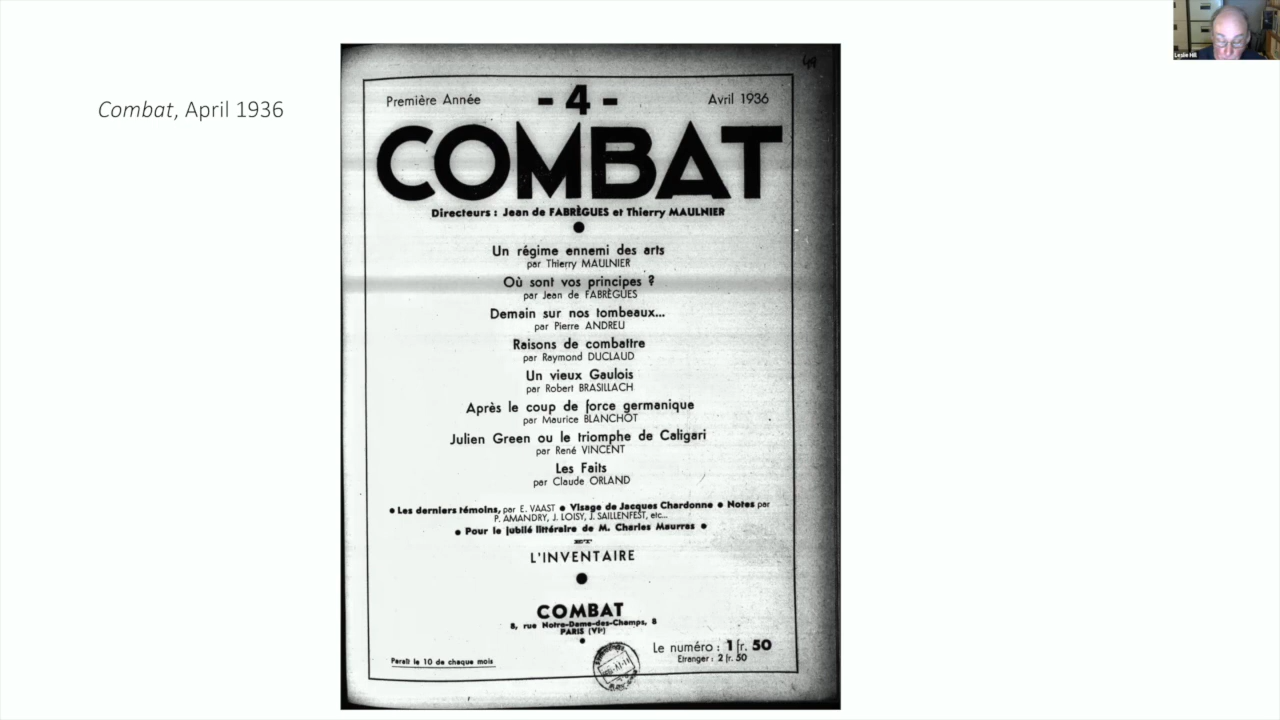 Combat, April 1936
Première Année
- 4 -
Avril 1936
COMBAT
Directeurs : Jean de FABRÈGUES et Thierry MAULNIER
Un régime ennemi des arts
par Thierry MAULNIER
Où sont vos principes ?
par Jean de FABRÈGUES
Demain sur nos tombeaux...
par Pierre ANDREU
Raisons de combattre
par Raymond DUCLAUD
Un vieux Gaulois
par Robert BRASILLACH
Après le coup de force germanique
par Maurice BLANCHOT
Julien Green ou le triomphe de Caligari
par René VINCENT
Les Faits
par Claude ORLAND
● Les derniers témoins, par E. VAAST ● Visage de Jacques Chardonne ● Notes par
P. AMANDRY, J. LOISY, J. SAILLENFEST, etc...
● Pour le jubilé littéraire de M. Charles Maurras ●
ET
L'INVENTAIRE
COMBAT
8, rue Notre-Dame-des-Champs, 8
PARIS (VIe)
Le numéro : 1 fr. 50
Etranger : 2 fr. 50
Paraît le 10 de chaque mois
Leslie Hill